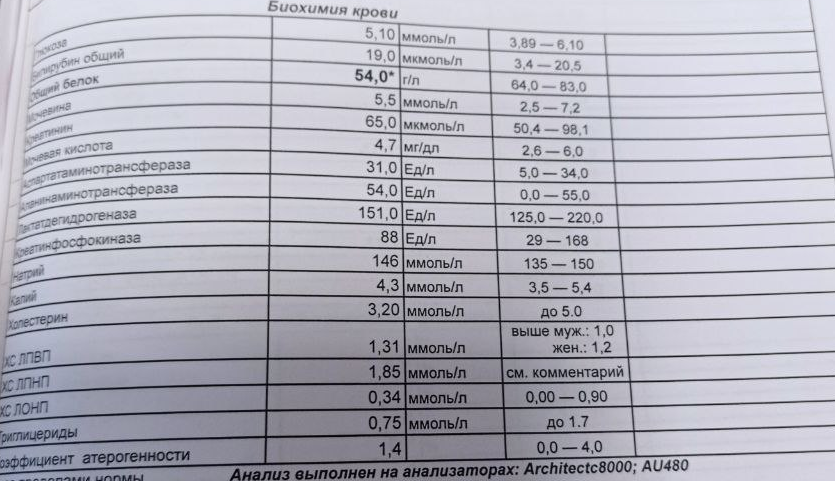 Биохимия крови
Глюкоза 5,10 ммоль/л 3,89 — 6,10
Билирубин общий 19,0 мкмоль/л 3,4 — 20,5
Общий белок 54,0* г/л 64,0 — 83,0
Мочевина 5,5 ммоль/л 2,5 — 7,2
Креатинин 65,0 мкмоль/л 50,4 — 98,1
Мочевая кислота 4,7 мг/дл 2,6 — 6,0
Аспартатаминотрансфераза 31,0 Ед/л 5,0 — 34,0
Аланинаминотрансфераза 54,0 Ед/л 0,0 — 55,0
Лактатдегидрогеназа 151,0 Ед/л 125,0 — 220,0
Креатинфосфокиназа 88 Ед/л 29 — 168
Натрий 146 ммоль/л 135 — 150
Калий 4,3 ммоль/л 3,5 — 5,4
Холестерин 3,20 ммоль/л до 5.0
выше муж.: 1,0
ХС ЛПВП 1,31 ммоль/л жен.: 1,2
ХС ЛПНП 1,85 ммоль/л см. комментарий
ХС ЛОНП 0,34 ммоль/л 0,00 — 0,90
Триглицериды 0,75 ммоль/л до 1.7
Коэффициент атерогенности 1,4 0,0 — 4,0
нормы Анализ выполнен на анализаторах: Architectc8000; AU480